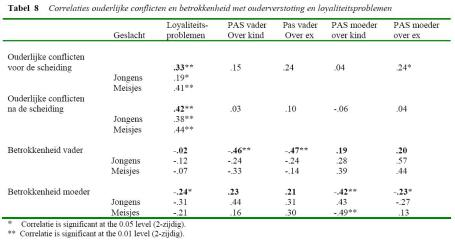 Tabel 8 Correlaties ouderlijke conflicten en betrokkenheid met ouderverstoting en loyaliteitsproblemen
Geslacht Loyaliteits-problemen PAS vader Over kind Pas vader Over ex PAS moeder Over kind PAS moeder over ex
Ouderlijke conflicten
voor de scheiding .33** .15 .24 .04 .24*
Jongens .19*
Meisjes .41**
Ouderlijke conflicten
na de scheiding .42** .03 .10 -.06 .04
Jongens .38**
Meisjes .44**
Betrokkenheid vader -.02 -.46** -.47** .19 .20
Jongens -.12 -.24 -.24 .28 .57
Meisjes -.07 -.33 -.14 .39 .44
Betrokkenheid moeder -.24* .23 .21 -.42** -.23*
Jongens -.31 .44 .31 .43 -.27
Meisjes -.21 .16 .30 -.49** .13
* Correlatie is significant at the 0.05 level (2-zijdig).
** Correlatie is significant at the 0.01 level (2-zijdig).